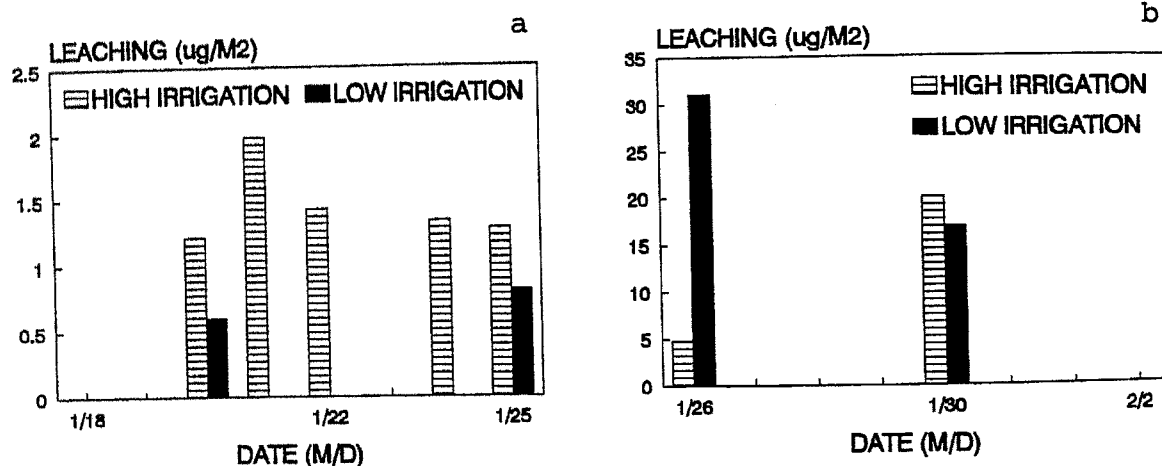 a
LEACHING (ug/M2)
HIGH IRRIGATION LOW IRRIGATION
2.5
2
1.5
1
0.5
0
1/18 1/22 1/25
DATE (M/D)
b
LEACHING (ug/M2)
HIGH IRRIGATION
LOW IRRIGATION
35
30
25
20
15
10
5
0
1/26 1/30 2/2
DATE (M/D)